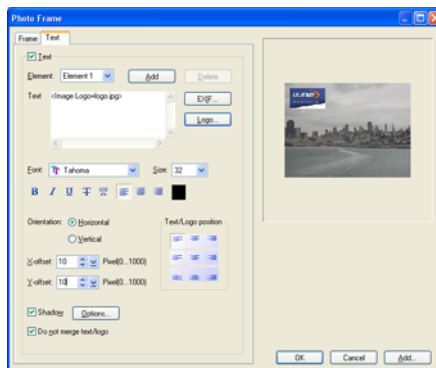 Photo Frame
Frame Text
Text
Element: Element 1 Add Delete
Text <Image Logo=logo.jpg> EXIF...
Logo...
Font: Tahoma Size: 32
B I U T
Orientation: Horizontal Text/Logo position
Vertical
X-offset: 10 Pixel(0...1000)
Y-offset: 10 Pixel(0...1000)
Shadow Options...
Do not merge text/logo
OK Cancel Add...